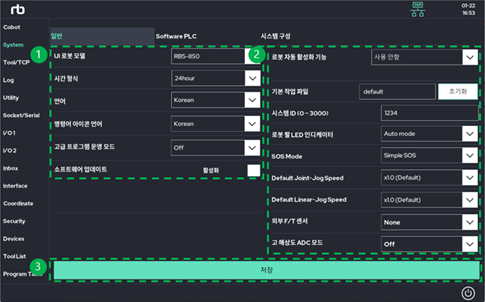 rb
TCP
01-22
16:53
Cobot
System
Tool/TCP
Log
Utility
Socket/Serial
I/O 1
I/O 2
Inbox
Interface
Coordinate
Security
Devices
Tool List
일반
Software PLC
시스템 구성
1
UI 로봇 모델
RB5-850
시간 형식
24hour
언어
Korean
명령어 아이콘 언어
Korean
고급 프로그램 운영 모드
Off
소프트웨어 업데이트
활성화
2
로봇 자동 활성화 기능
사용 안함
기본 작업 파일
default
초기화
시스템 ID (0 ~ 3000)
1234
로봇 팔 LED 인디케이터
Auto mode
SOS Mode
Simple SOS
Default Joint-Jog Speed
x1.0 (Default)
Default Linear-Jog Speed
x1.0 (Default)
외부 F/T 센서
None
고 해상도 ADC 모드
Off
3
Program
저장